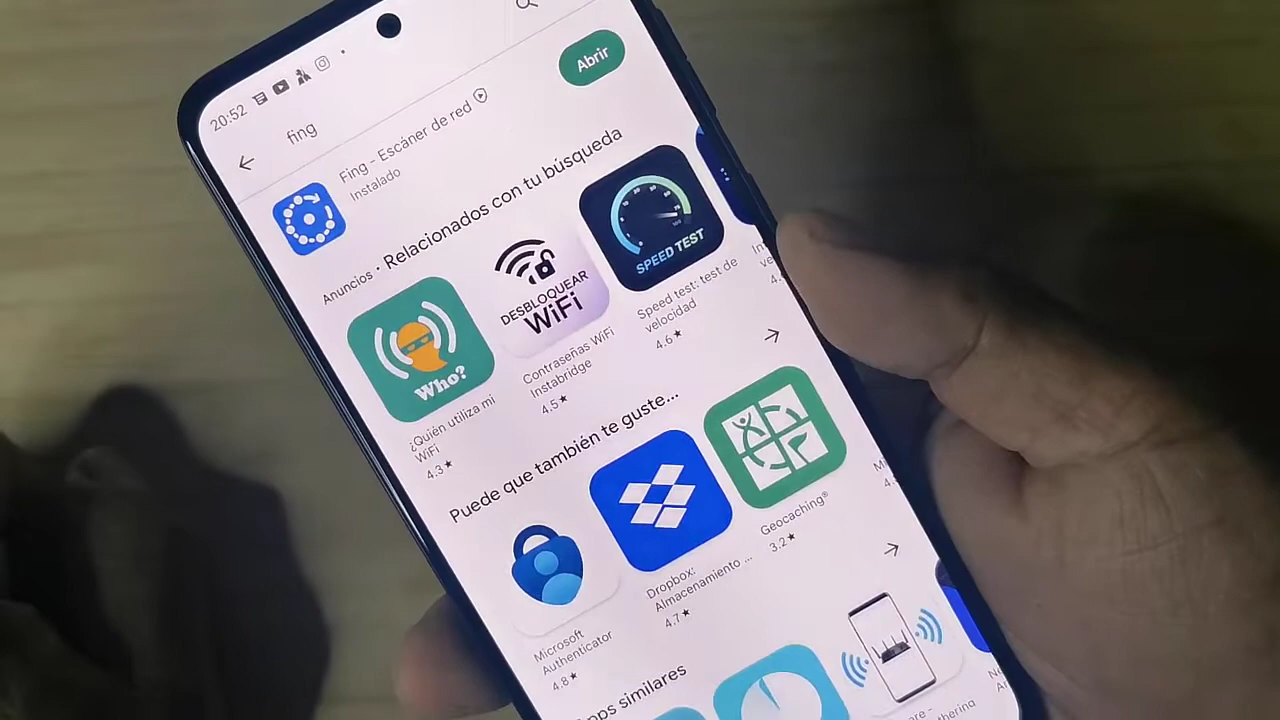 20:52
fing
Fing - Escáner de red
Instalado
Abrir
Anuncios · Relacionados con tu búsqueda
Who?
¿Quién utiliza mi
WiFi
4.3★
DESBLOQUEAR
WiFi
Contraseñas WiFi
Instabridge
4.5★
SPEED TEST
Speed test: test de
velocidad
4.6★
Puede que también te guste...
Microsoft
Authenticator
4.8★
Dropbox:
Almacenamiento ...
4.7★
Geocaching®
3.2★
Apps similares